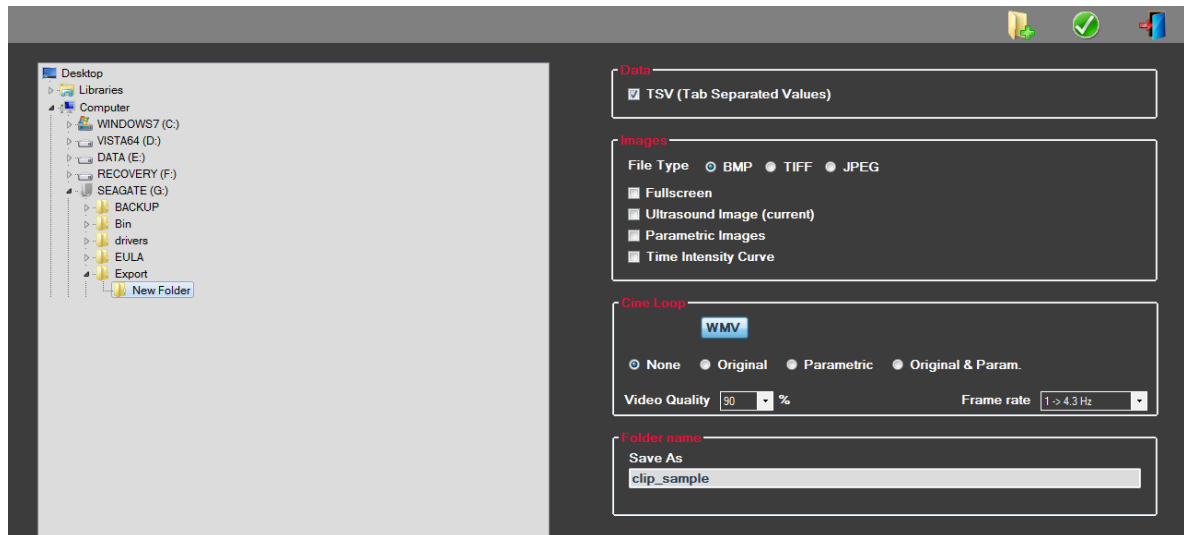 Desktop
Libraries
Computer
WINDOWS7 (C:)
VISTA64 (D:)
DATA (E:)
RECOVERY (F:)
SEAGATE (G:)
BACKUP
Bin
drivers
EULA
Export
New Folder
Data
TSV (Tab Separated Values)
Images
File Type BMP TIFF JPEG
Fullscreen
Ultrasound Image (current)
Parametric Images
Time Intensity Curve
Cine Loop
WMV
None Original Parametric Original & Param.
Video Quality 90 % Frame rate 1 -> 4.3 Hz
Folder name
Save As
clip_sample